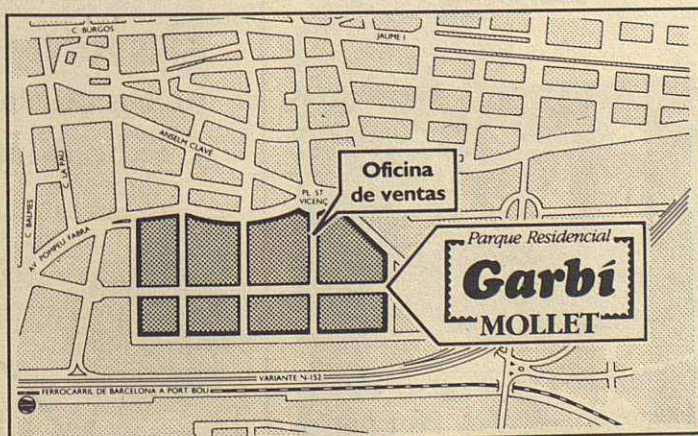 C. BURGOS
JAUME I
ANSELM CLAVÉ
C. LA PAU
C. BALMES
AV. POMPEU FABRA
PL. ST.
VICENÇ
Oficina
de ventas
Parque Residencial
Garbí
MOLLET
VARIANTE N-152
FERROCARRIL DE BARCELONA A PORT-BOU